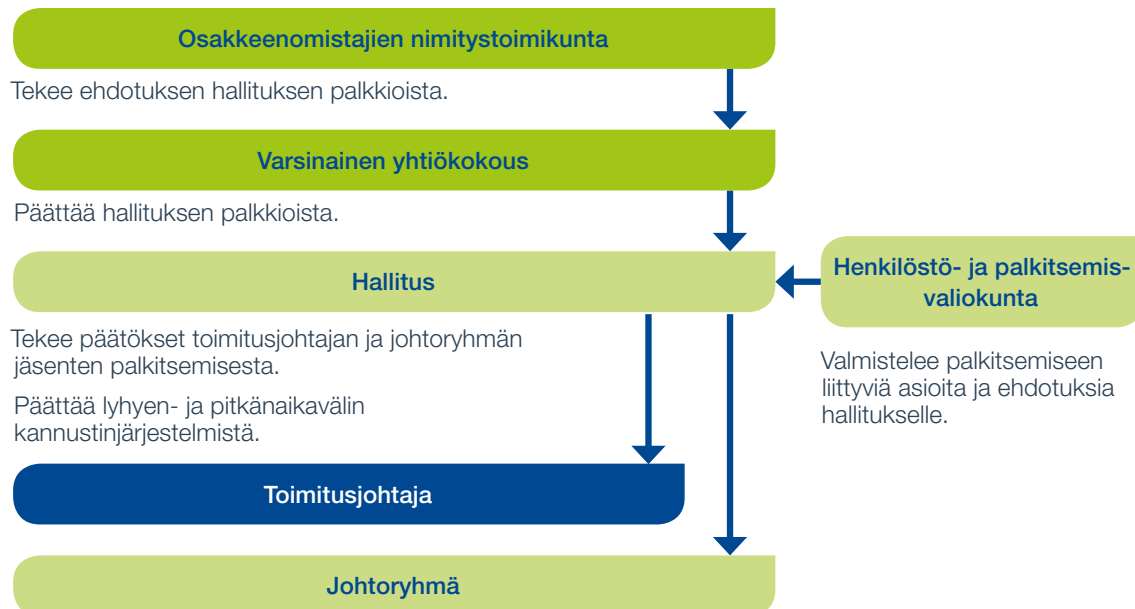 Osakkeenomistajien nimitystoimikunta
Tekee ehdotuksen hallituksen palkkioista.
Varsinainen yhtiökokous
Päättää hallituksen palkkioista.
Hallitus
Henkilöstö- ja palkitsemis-
valiokunta
Tekee päätökset toimitusjohtajan ja johtoryhmän
jäsenten palkitsemisesta.
Päättää lyhyen- ja pitkänaikavälin
kannustinjärjestelmistä.
Valmistelee palkitsemiseen
liittyviä asioita ja ehdotuksia
hallitukselle.
Toimitusjohtaja
Johtoryhmä